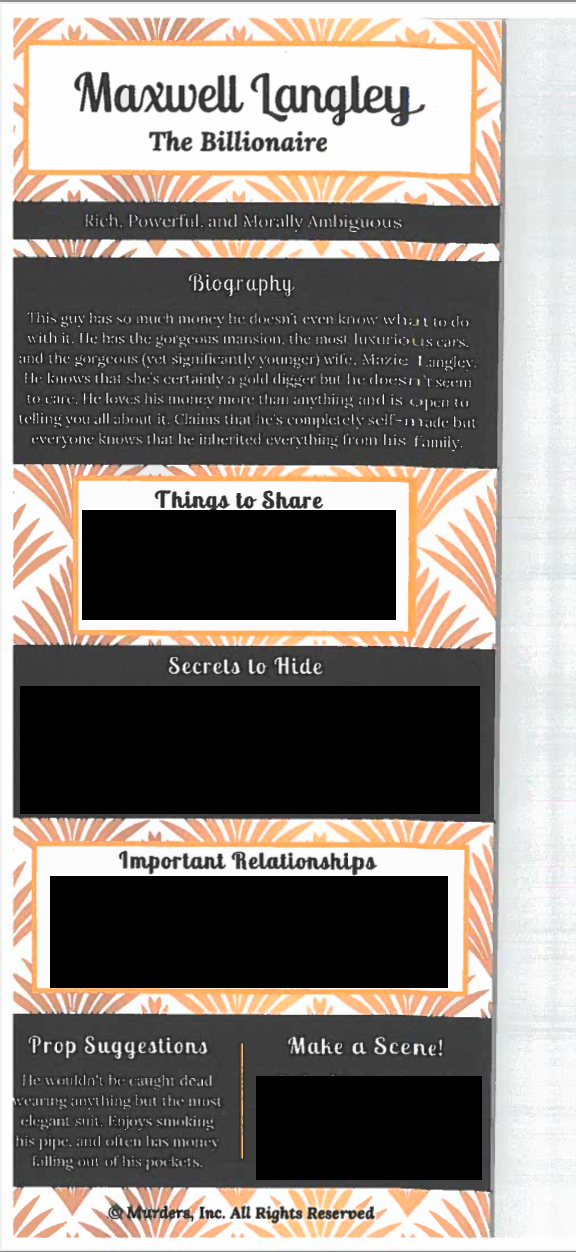 Maxwell Langley
The Billionaire
Rich, Powerful, and Morally Ambiguous
Biography
This guy has so much money he doesn't even know what to do
with it. He has the gorgeous mansion, the most luxurious cars,
and the gorgeous (yet significantly younger) wife, Mazie Langley.
He knows that she's certainly a gold digger but he doesn't seem
to care. He loves his money more than anything and is open to
telling you all about it. Claims that he's completely self-made but
everyone knows that he inherited everything from his family.
Things to Share
Secrets to Hide
Important Relationships
Prop Suggestions
He wouldn't be caught dead
wearing anything but the most
elegant suit. Enjoys smoking
his pipe, and often has money
falling out of his pockets.
Make a Scene!
© Murders, Inc. All Rights Reserved